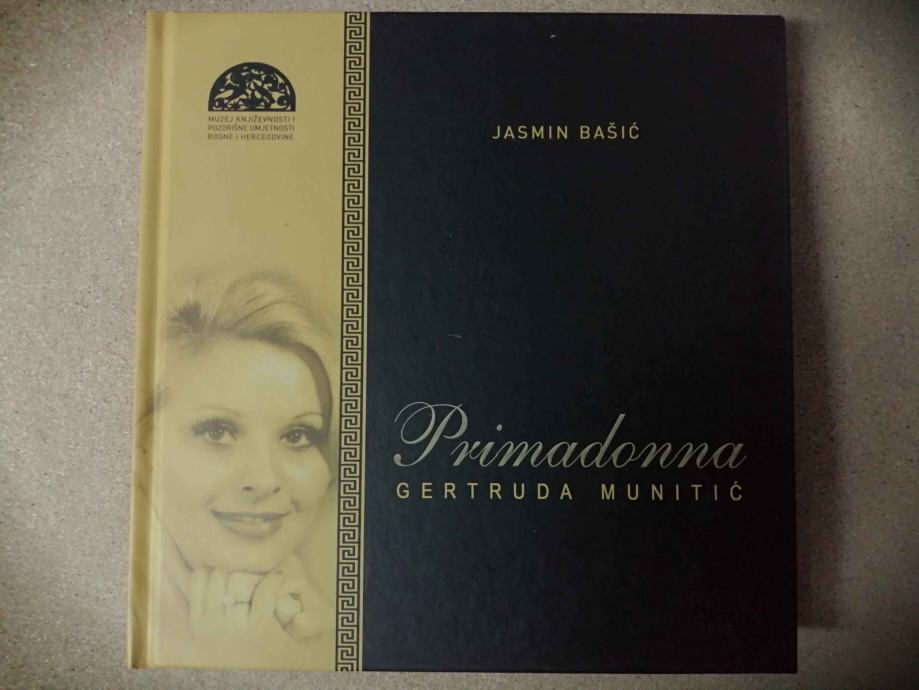 MUZEJ KNJIŽEVNOSTI I
POZORIŠNE UMJETNOSTI
BOSNE I HERCEGOVINE
JASMIN BAŠIĆ
Primadonna
GERTRUDA MUNITIĆ